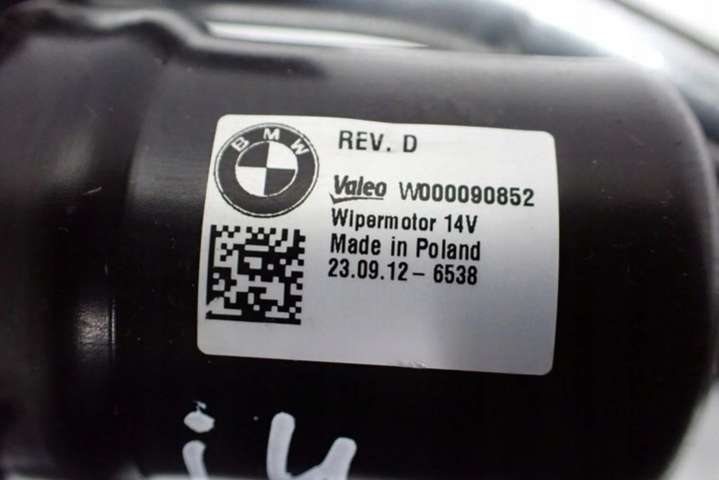 BMW
REV. D
Valeo W000090852
Wipermotor 14V
Made in Poland
23.09.12 - 6538